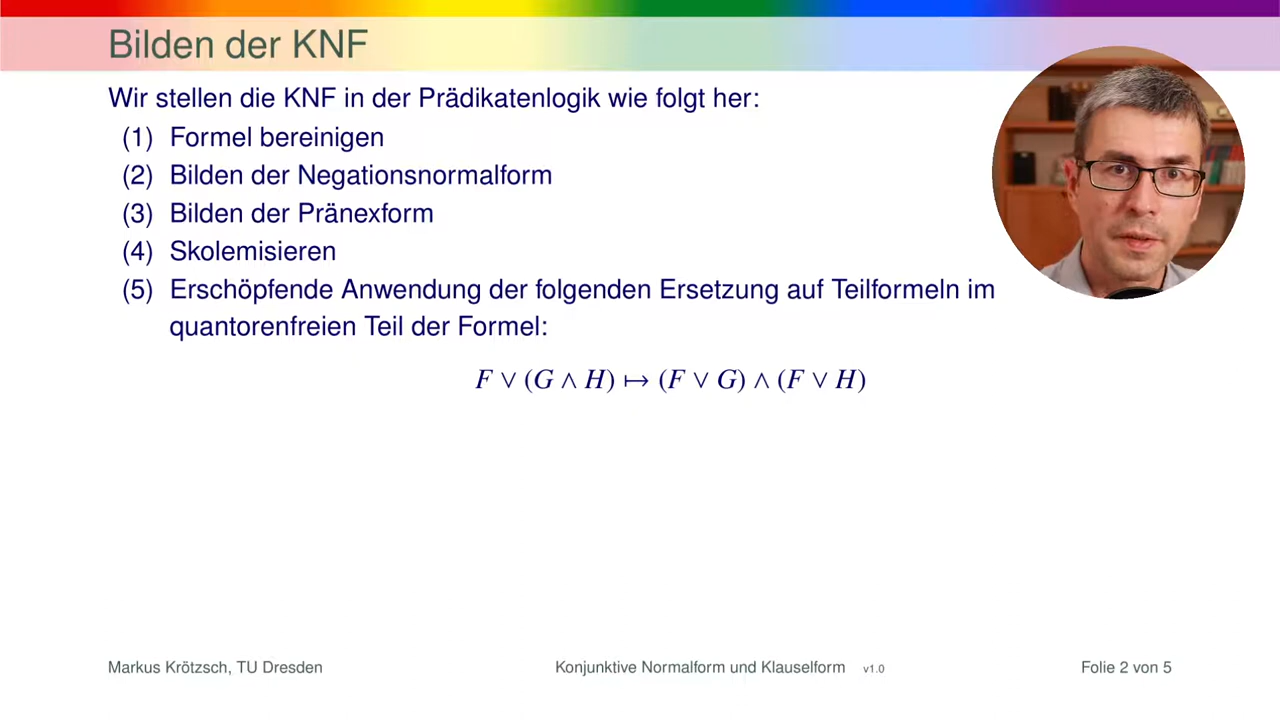 Bilden der KNF
Wir stellen die KNF in der Prädikatenlogik wie folgt her:
(1) Formel bereinigen
(2) Bilden der Negationsnormalform
(3) Bilden der Pränexform
(4) Skolemisieren
(5) Erschöpfende Anwendung der folgenden Ersetzung auf Teilformeln im
quantorenfreien Teil der Formel:
F ∨ (G ∧ H) ↦ (F ∨ G) ∧ (F ∨ H)
Markus Krötzsch, TU Dresden Konjunktive Normalform und Klauselform v1.0 Folie 2 von 5